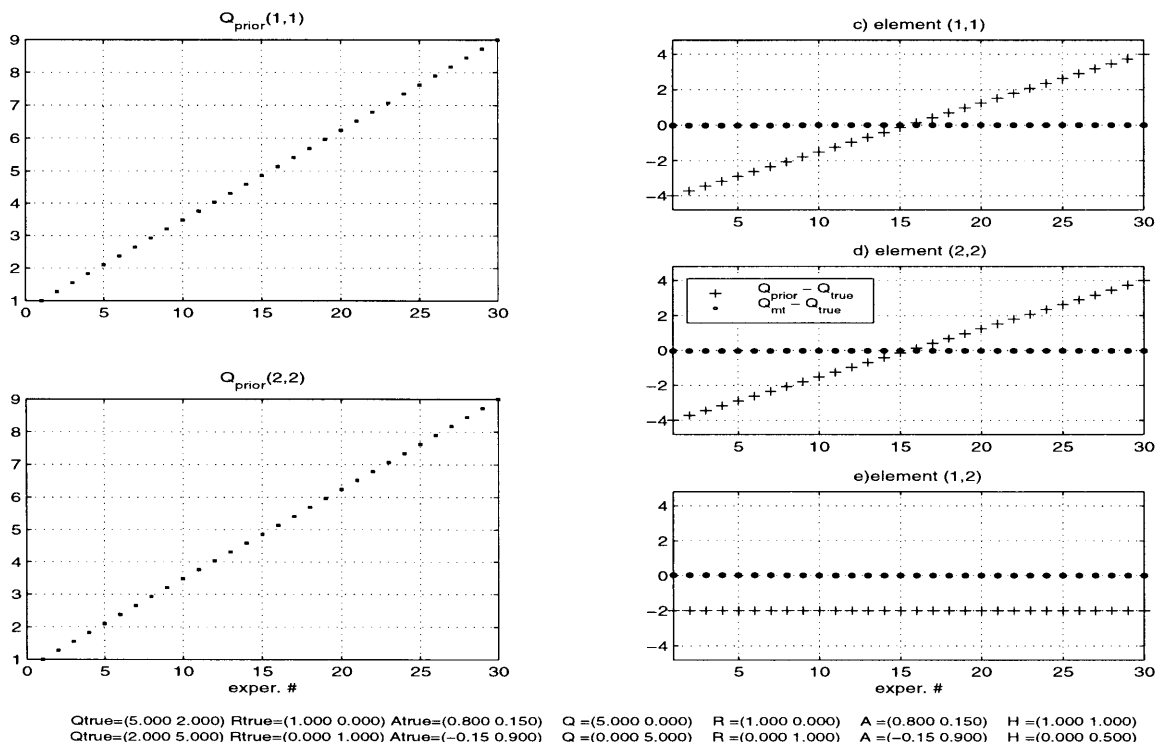 Q_prior(1,1)
9
8
7
6
5
4
3
2
1
0 5 10 15 20 25 30
Q_prior(2,2)
9
8
7
6
5
4
3
2
1
0 5 10 15 20 25 30
exper. #
c) element (1,1)
4
2
0
−2
−4
5 10 15 20 25 30
d) element (2,2)
Q_prior − Q_true
Q_mt − Q_true
4
2
0
−2
−4
5 10 15 20 25 30
e)element (1,2)
4
2
0
−2
−4
5 10 15 20 25 30
exper. #
Qtrue=(5.000 2.000) Rtrue=(1.000 0.000) Atrue=(0.800 0.150) Q =(5.000 0.000) R =(1.000 0.000) A =(0.800 0.150) H =(1.000 1.000)
Qtrue=(2.000 5.000) Rtrue=(0.000 1.000) Atrue=(−0.15 0.900) Q =(0.000 5.000) R =(0.000 1.000) A =(−0.15 0.900) H =(0.000 0.500)